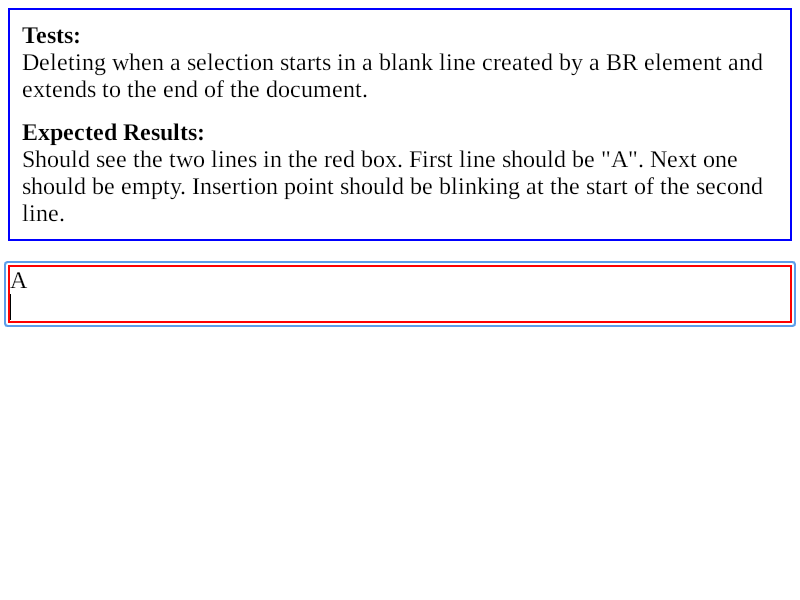 Tests:
Deleting when a selection starts in a blank line created by a BR element and
extends to the end of the document.
Expected Results:
Should see the two lines in the red box. First line should be "A". Next one
should be empty. Insertion point should be blinking at the start of the second
line.
A